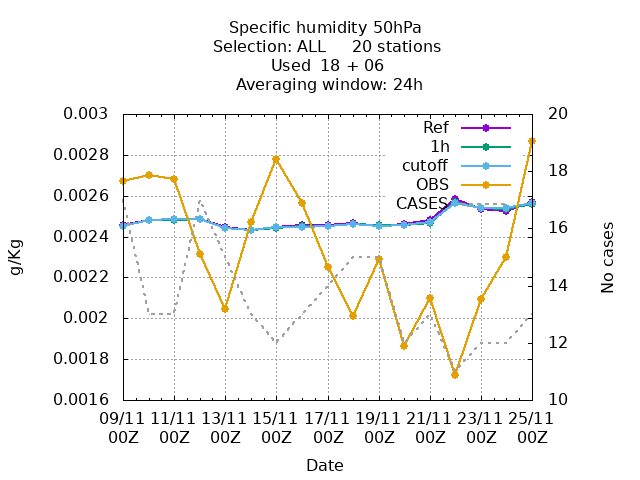 Specific humidity 50hPa
Selection: ALL 20 stations
Used 18 + 06
Averaging window: 24h
0.003
0.0028
0.0026
0.0024
0.0022
0.002
0.0018
0.0016
g/Kg
Ref
1h
cutoff
OBS
CASES
20
18
16
14
12
10
No cases
09/11 11/11 13/11 15/11 17/11 19/11 21/11 23/11 25/11
00Z 00Z 00Z 00Z 00Z 00Z 00Z 00Z 00Z
Date